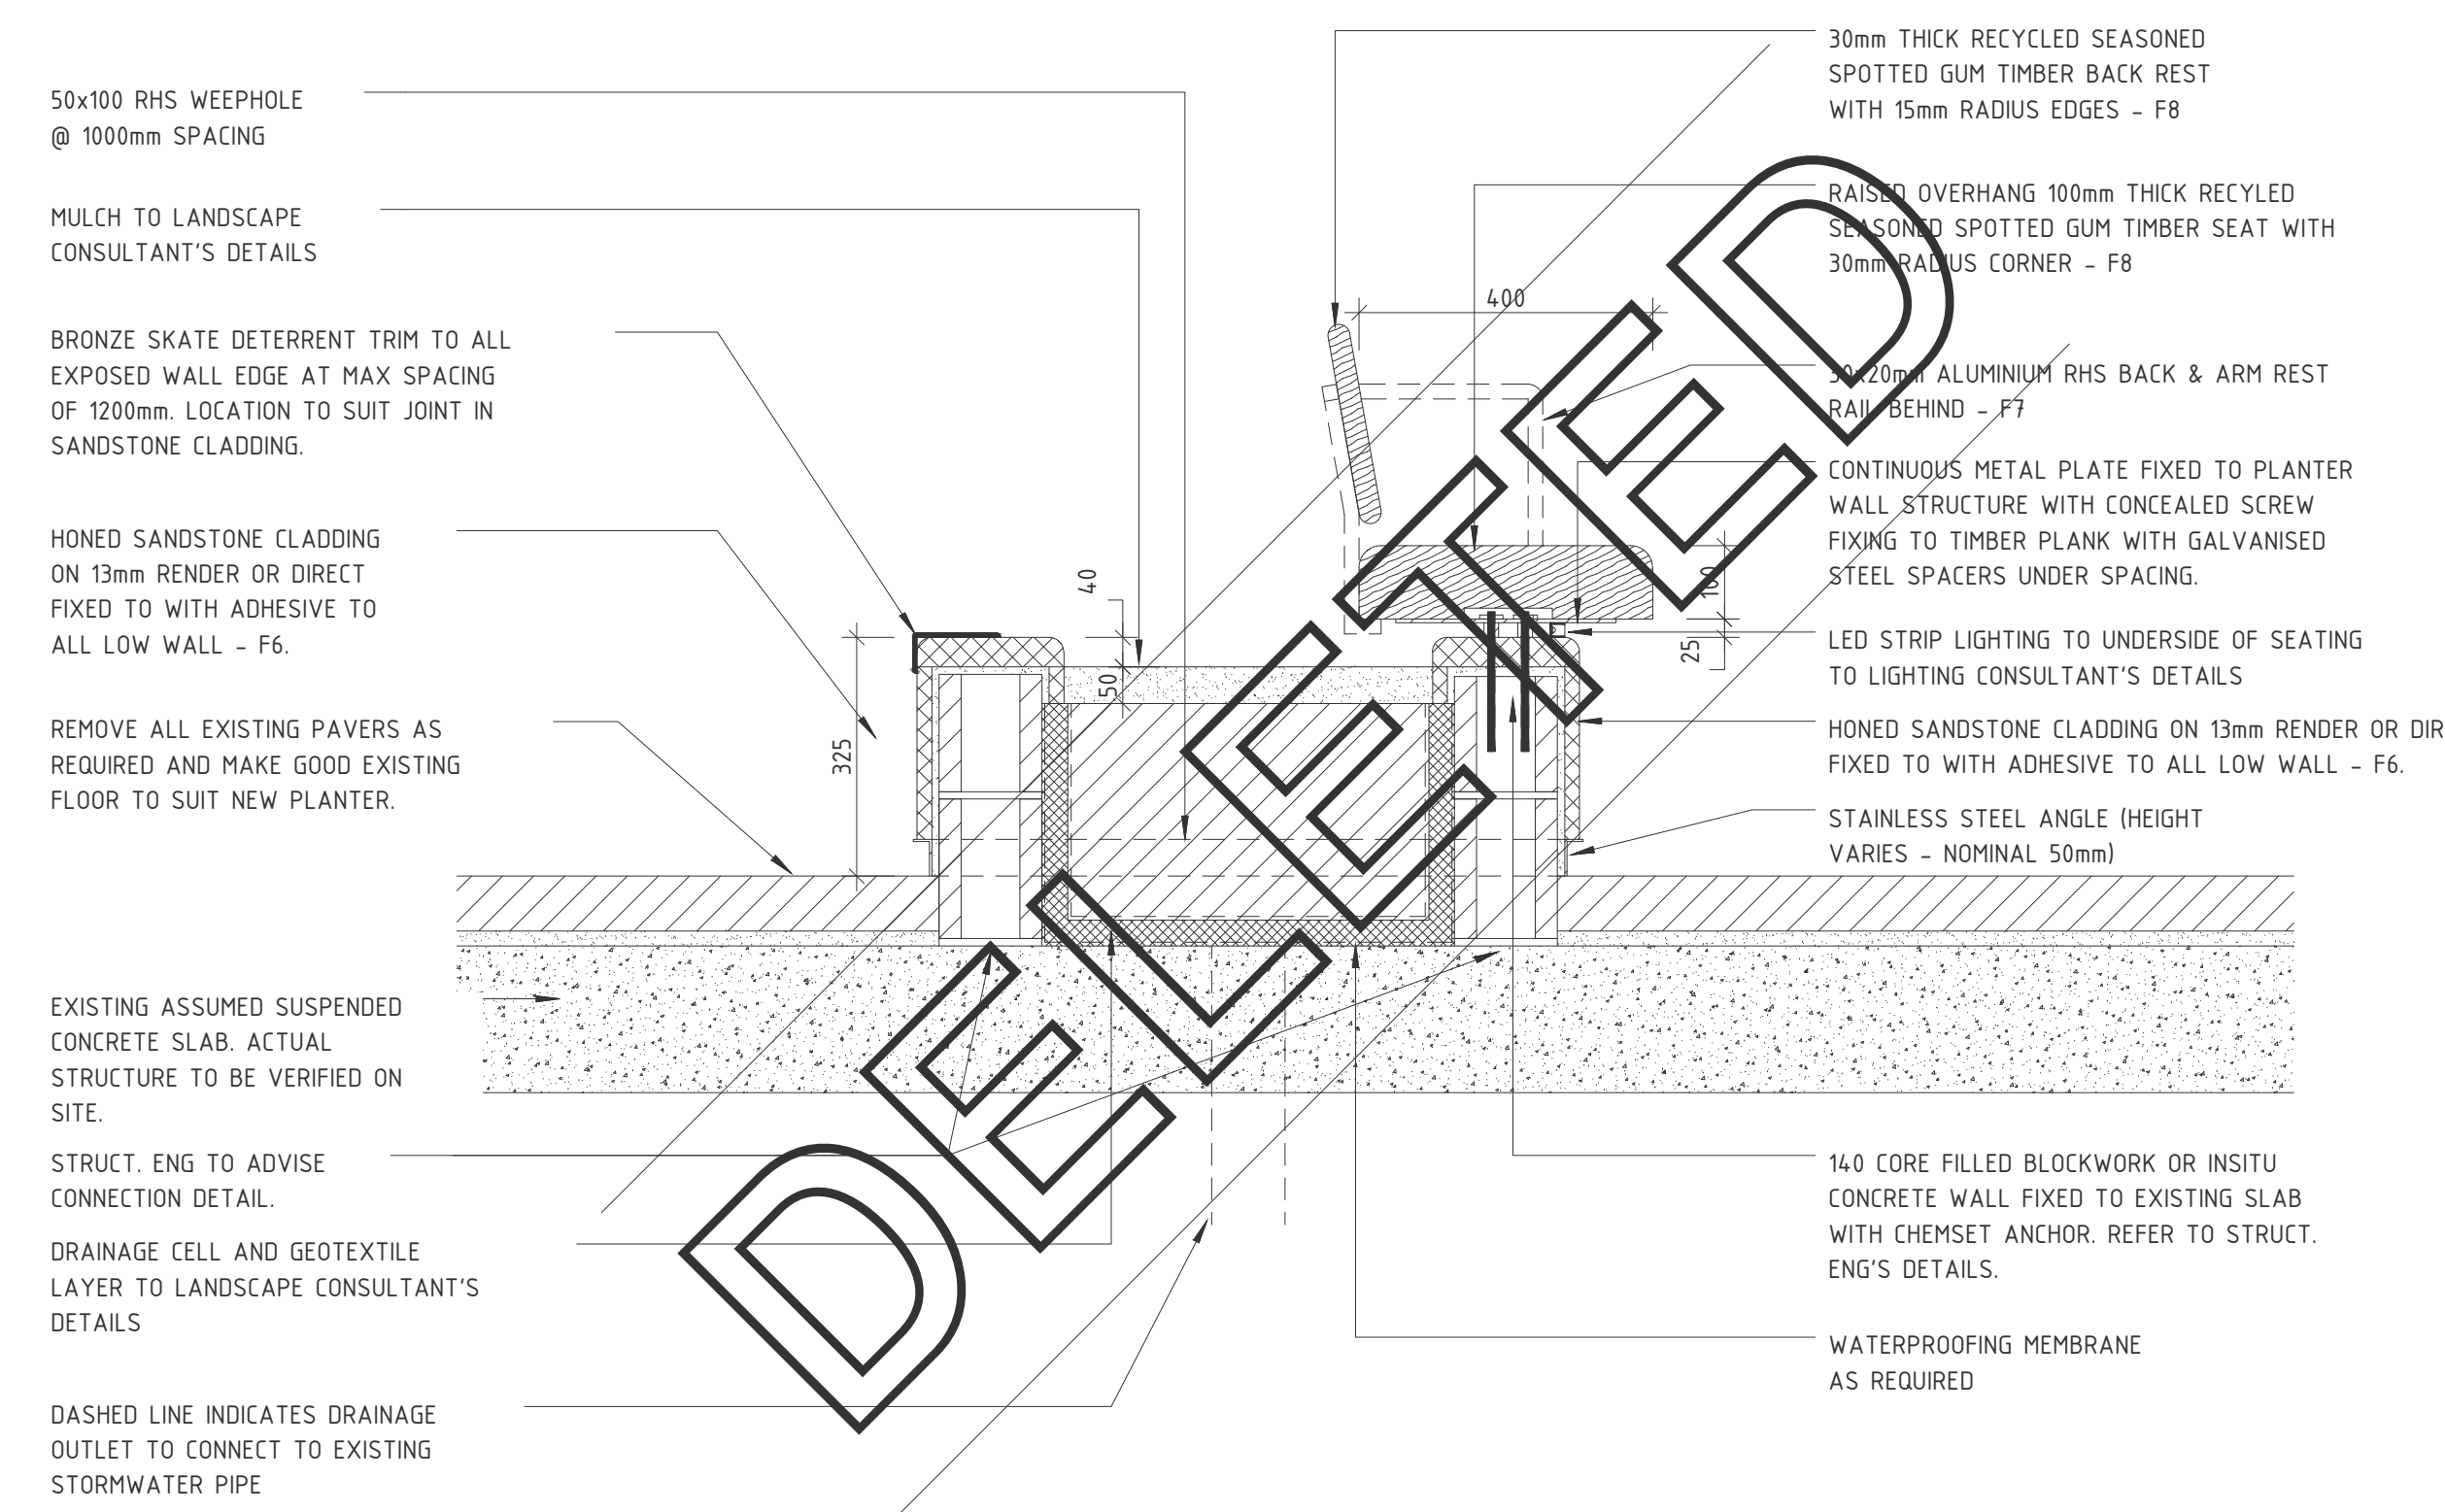 50x100 RHS WEEPHOLE
@ 1000mm SPACING
MULCH TO LANDSCAPE
CONSULTANT'S DETAILS
BRONZE SKATE DETERRENT TRIM TO ALL
EXPOSED WALL EDGE AT MAX SPACING
OF 1200mm. LOCATION TO SUIT JOINT IN
SANDSTONE CLADDING.
HONED SANDSTONE CLADDING
ON 13mm RENDER OR DIRECT
FIXED TO WITH ADHESIVE TO
ALL LOW WALL - F6.
REMOVE ALL EXISTING PAVERS AS
REQUIRED AND MAKE GOOD EXISTING
FLOOR TO SUIT NEW PLANTER.
EXISTING ASSUMED SUSPENDED
CONCRETE SLAB. ACTUAL
STRUCTURE TO BE VERIFIED ON
SITE.
STRUCT. ENG TO ADVISE
CONNECTION DETAIL.
DRAINAGE CELL AND GEOTEXTILE
LAYER TO LANDSCAPE CONSULTANT'S
DETAILS
DASHED LINE INDICATES DRAINAGE
OUTLET TO CONNECT TO EXISTING
STORMWATER PIPE
400
40
50
325
100
25
DELETED
30mm THICK RECYCLED SEASONED
SPOTTED GUM TIMBER BACK REST
WITH 15mm RADIUS EDGES - F8
RAISED OVERHANG 100mm THICK RECYLED
SEASONED SPOTTED GUM TIMBER SEAT WITH
30mm RADIUS CORNER - F8
50x20mm ALUMINIUM RHS BACK & ARM REST
RAIL BEHIND - F7
CONTINUOUS METAL PLATE FIXED TO PLANTER
WALL STRUCTURE WITH CONCEALED SCREW
FIXING TO TIMBER PLANK WITH GALVANISED
STEEL SPACERS UNDER SPACING.
LED STRIP LIGHTING TO UNDERSIDE OF SEATING
TO LIGHTING CONSULTANT'S DETAILS
HONED SANDSTONE CLADDING ON 13mm RENDER OR DIR
FIXED TO WITH ADHESIVE TO ALL LOW WALL - F6.
STAINLESS STEEL ANGLE (HEIGHT
VARIES - NOMINAL 50mm)
140 CORE FILLED BLOCKWORK OR INSITU
CONCRETE WALL FIXED TO EXISTING SLAB
WITH CHEMSET ANCHOR. REFER TO STRUCT.
ENG'S DETAILS.
WATERPROOFING MEMBRANE
AS REQUIRED